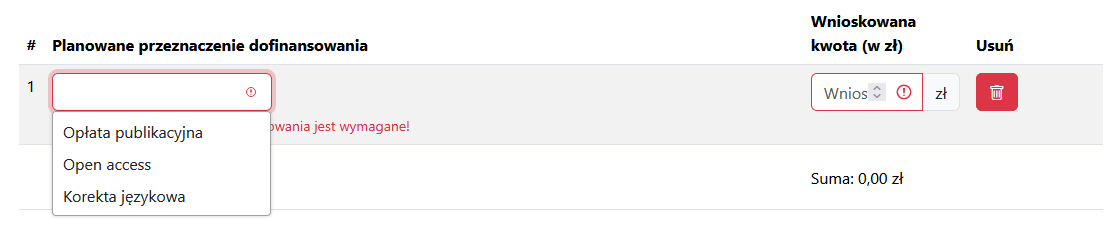 # Planowane przeznaczenie dofinansowania Wnioskowana kwota (w zł) Usuń
1 Wnios zł
owania jest wymagane!
Opłata publikacyjna
Open access
Korekta językowa
Suma: 0,00 zł